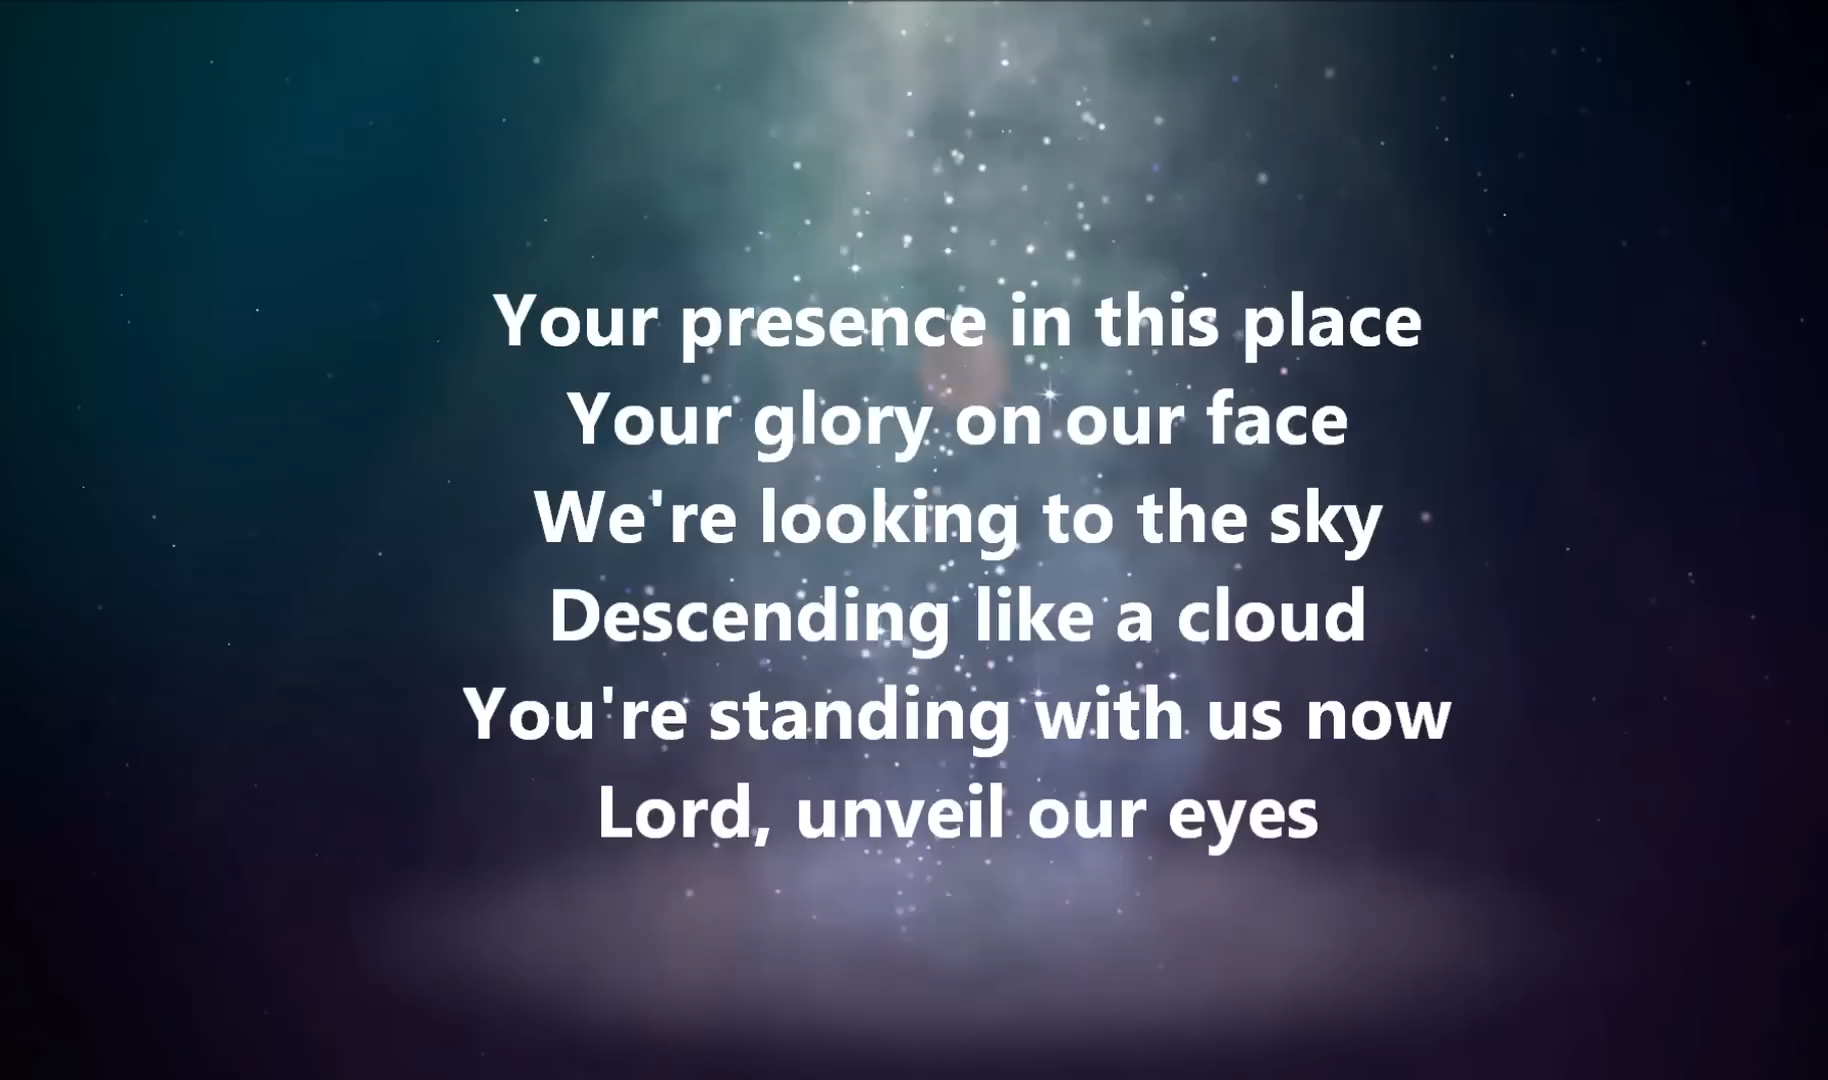 Your presence in this place
Your glory on our face
We're looking to the sky
Descending like a cloud
You're standing with us now
Lord, unveil our eyes